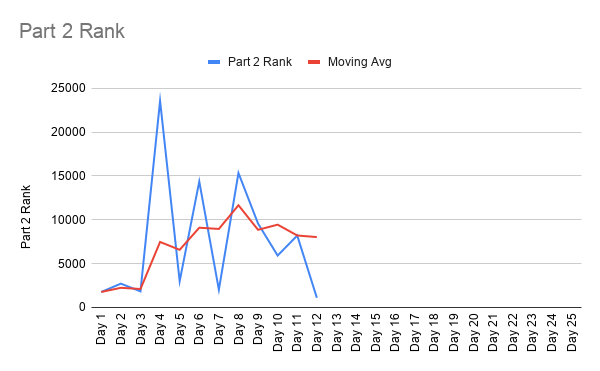 Part 2 Rank
Part 2 Rank
Moving Avg
Part 2 Rank
25000
20000
15000
10000
5000
0
Day 1
Day 2
Day 3
Day 4
Day 5
Day 6
Day 7
Day 8
Day 9
Day 10
Day 11
Day 12
Day 13
Day 14
Day 15
Day 16
Day 17
Day 18
Day 19
Day 20
Day 21
Day 22
Day 23
Day 24
Day 25